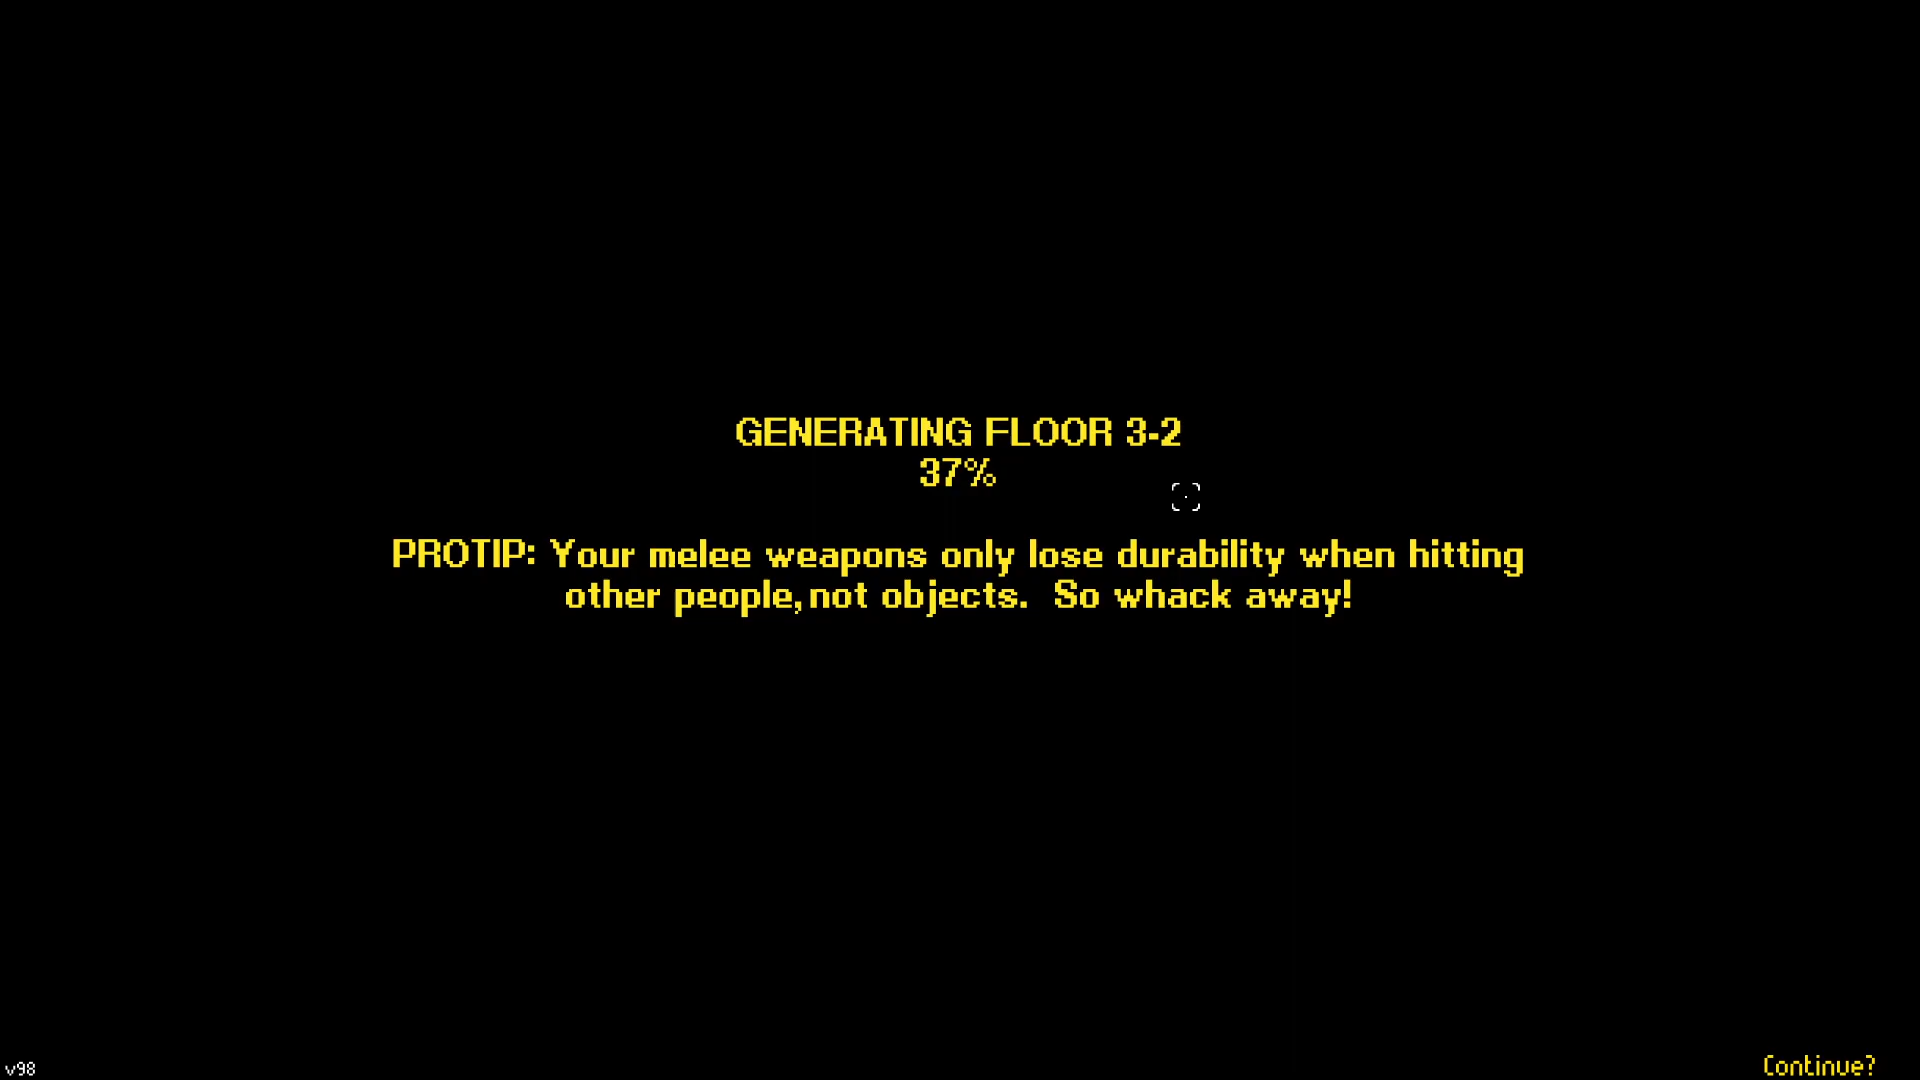 GENERATING FLOOR 3-2
37%
PROTIP: Your melee weapons only lose durability when hitting
other people, not objects.  So whack away!
v98
Continue?